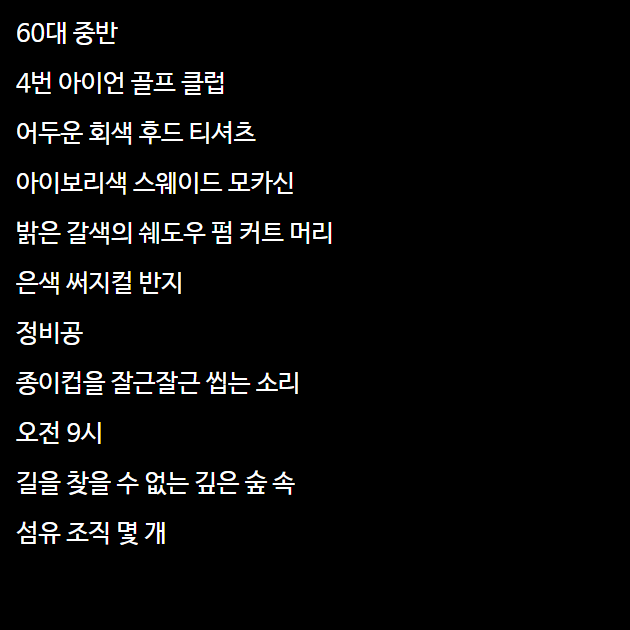 60대 중반
4번 아이언 골프 클럽
어두운 회색 후드 티셔츠
아이보리색 스웨이드 모카신
밝은 갈색의 쉐도우 펌 커트 머리
은색 써지컬 반지
정비공
종이컵을 잘근잘근 씹는 소리
오전 9시
길을 찾을 수 없는 깊은 숲 속
섬유 조직 몇 개